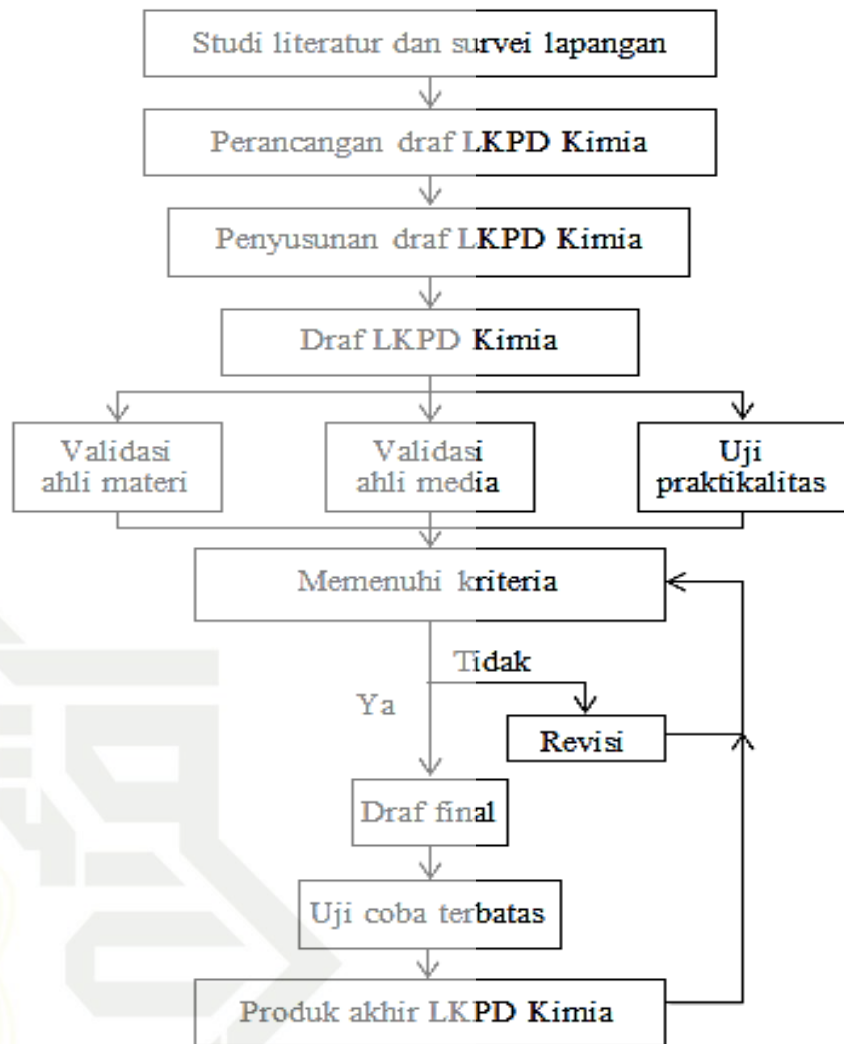 Studi literatur dan survei lapangan
Perancangan draf LKPD Kimia
Penyusunan draf LKPD Kimia
Draf LKPD Kimia
Validasi
ahli materi
Validasi
ahli media
Uji
praktikalitas
Memenuhi kriteria
Tidak
Ya
Revisi
Draf final
Uji coba terbatas
Produk akhir LKPD Kimia